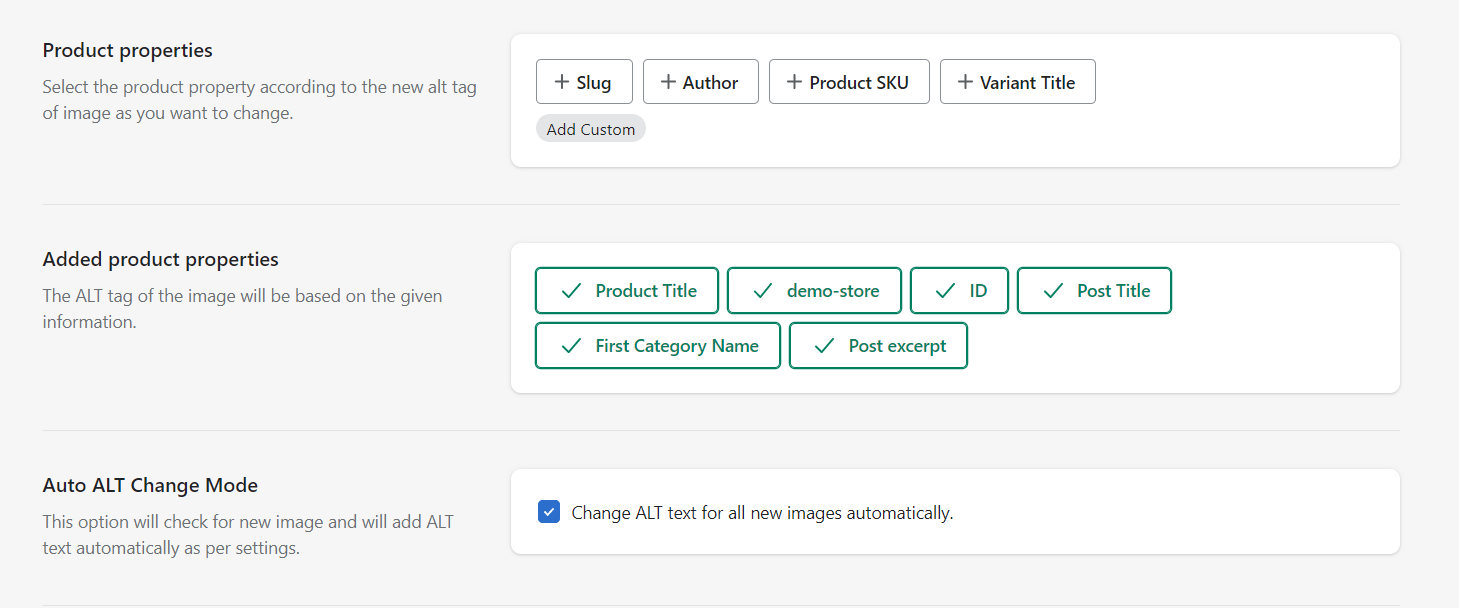 Product properties
Select the product property according to the new alt tag
of image as you want to change.
+ Slug
+ Author
+ Product SKU
+ Variant Title
Add Custom
Added product properties
The ALT tag of the image will be based on the given
information.
Product Title
demo-store
ID
Post Title
First Category Name
Post excerpt
Auto ALT Change Mode
This option will check for new image and will add ALT
text automatically as per settings.
Change ALT text for all new images automatically.